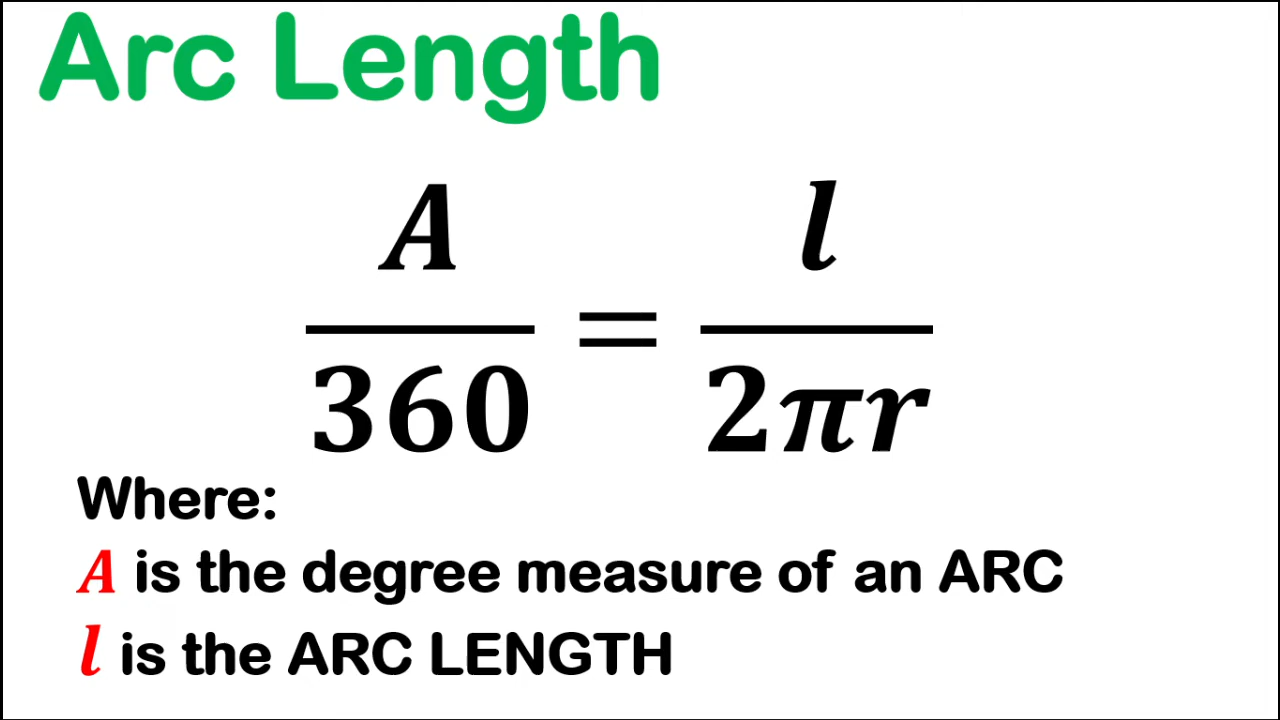 Arc Length
A/360 = l/2πr
Where:
A is the degree measure of an ARC
l is the ARC LENGTH